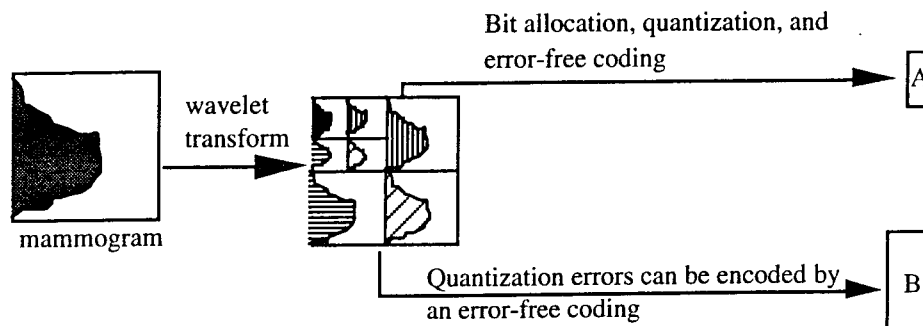 Bit allocation, quantization, and
error-free coding
A
wavelet
transform
mammogram
Quantization errors can be encoded by
an error-free coding
B